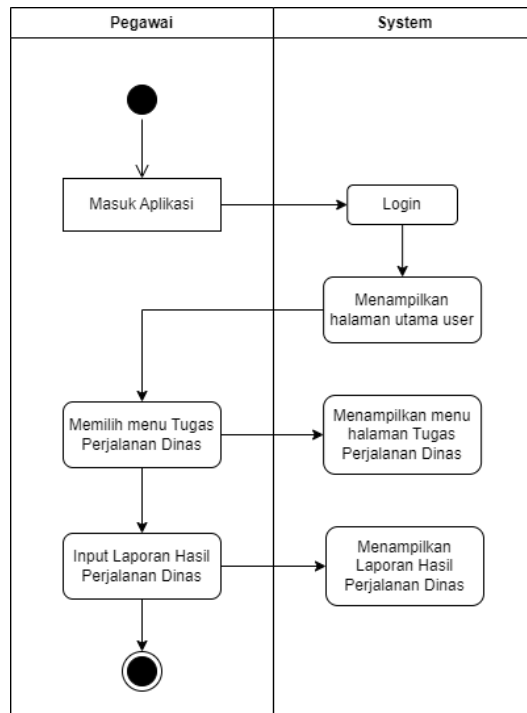 Pegawai
System
Masuk Aplikasi
Login
Menampilkan
halaman utama user
Memilih menu Tugas
Perjalanan Dinas
Menampilkan menu
halaman Tugas
Perjalanan Dinas
Input Laporan Hasil
Perjalanan Dinas
Menampilkan
Laporan Hasil
Perjalanan Dinas